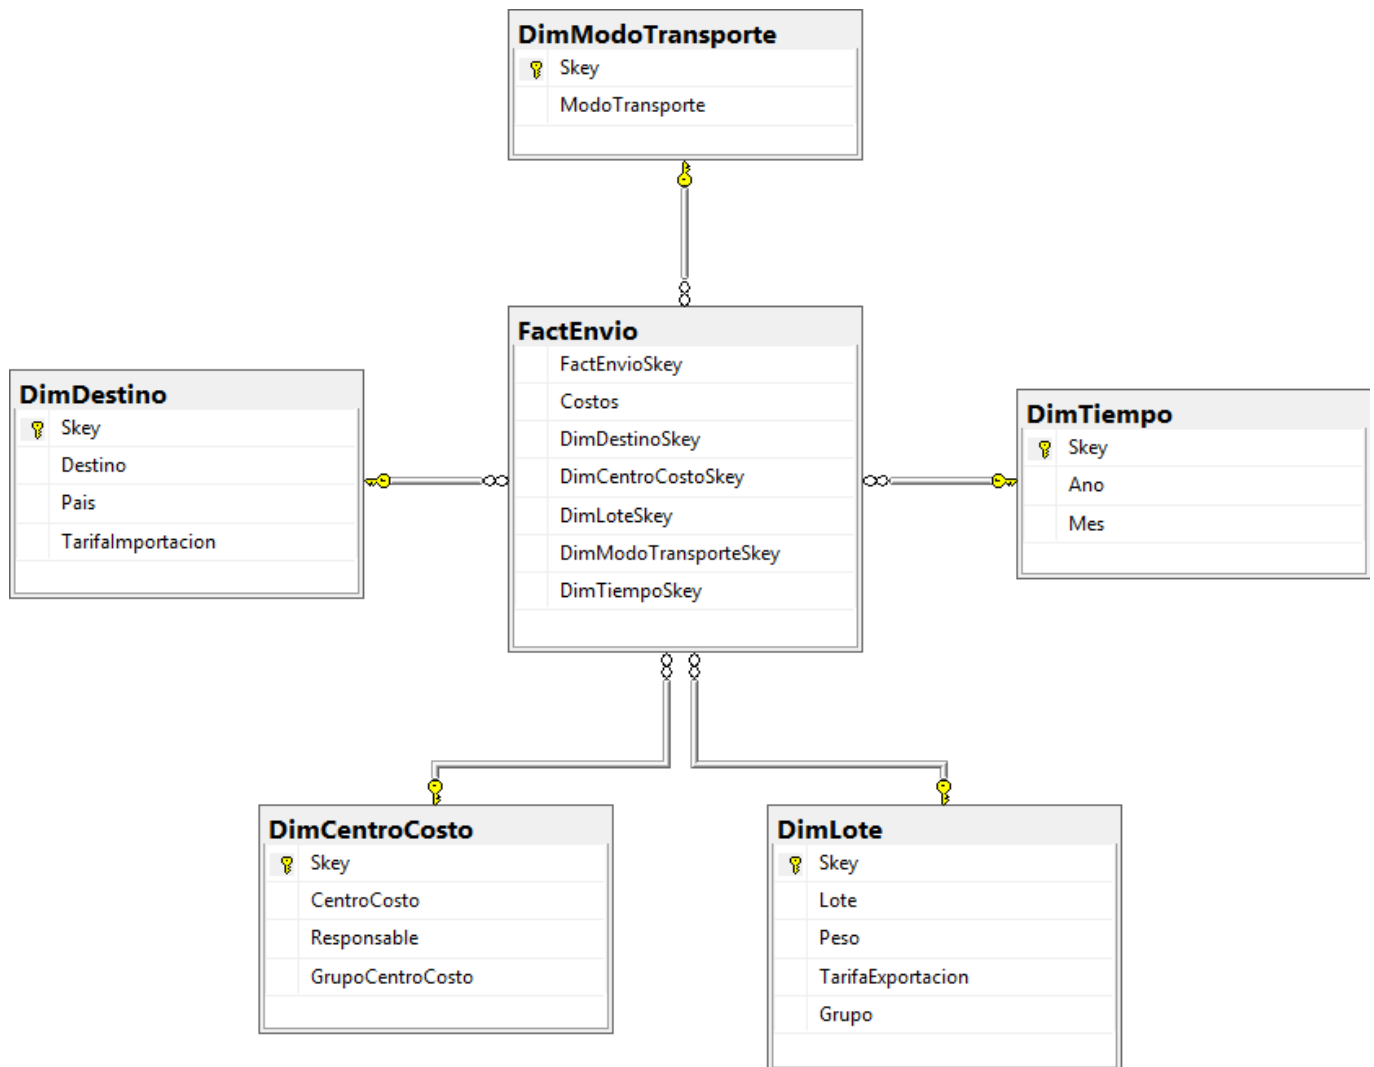 DimModoTransporte
Skey
ModoTransporte
FactEnvio
FactEnvioSkey
Costos
DimDestinoSkey
DimCentroCostoSkey
DimLoteSkey
DimModoTransporteSkey
DimTiempoSkey
DimDestino
Skey
Destino
Pais
TarifaImportacion
DimTiempo
Skey
Ano
Mes
DimCentroCosto
Skey
CentroCosto
Responsable
GrupoCentroCosto
DimLote
Skey
Lote
Peso
TarifaExportacion
Grupo